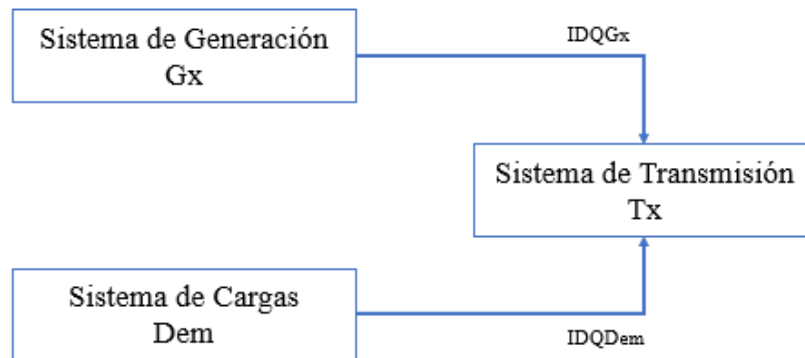 Sistema de Generación
Gx
IDQGx
Sistema de Transmisión
Tx
Sistema de Cargas
Dem
IDQDem